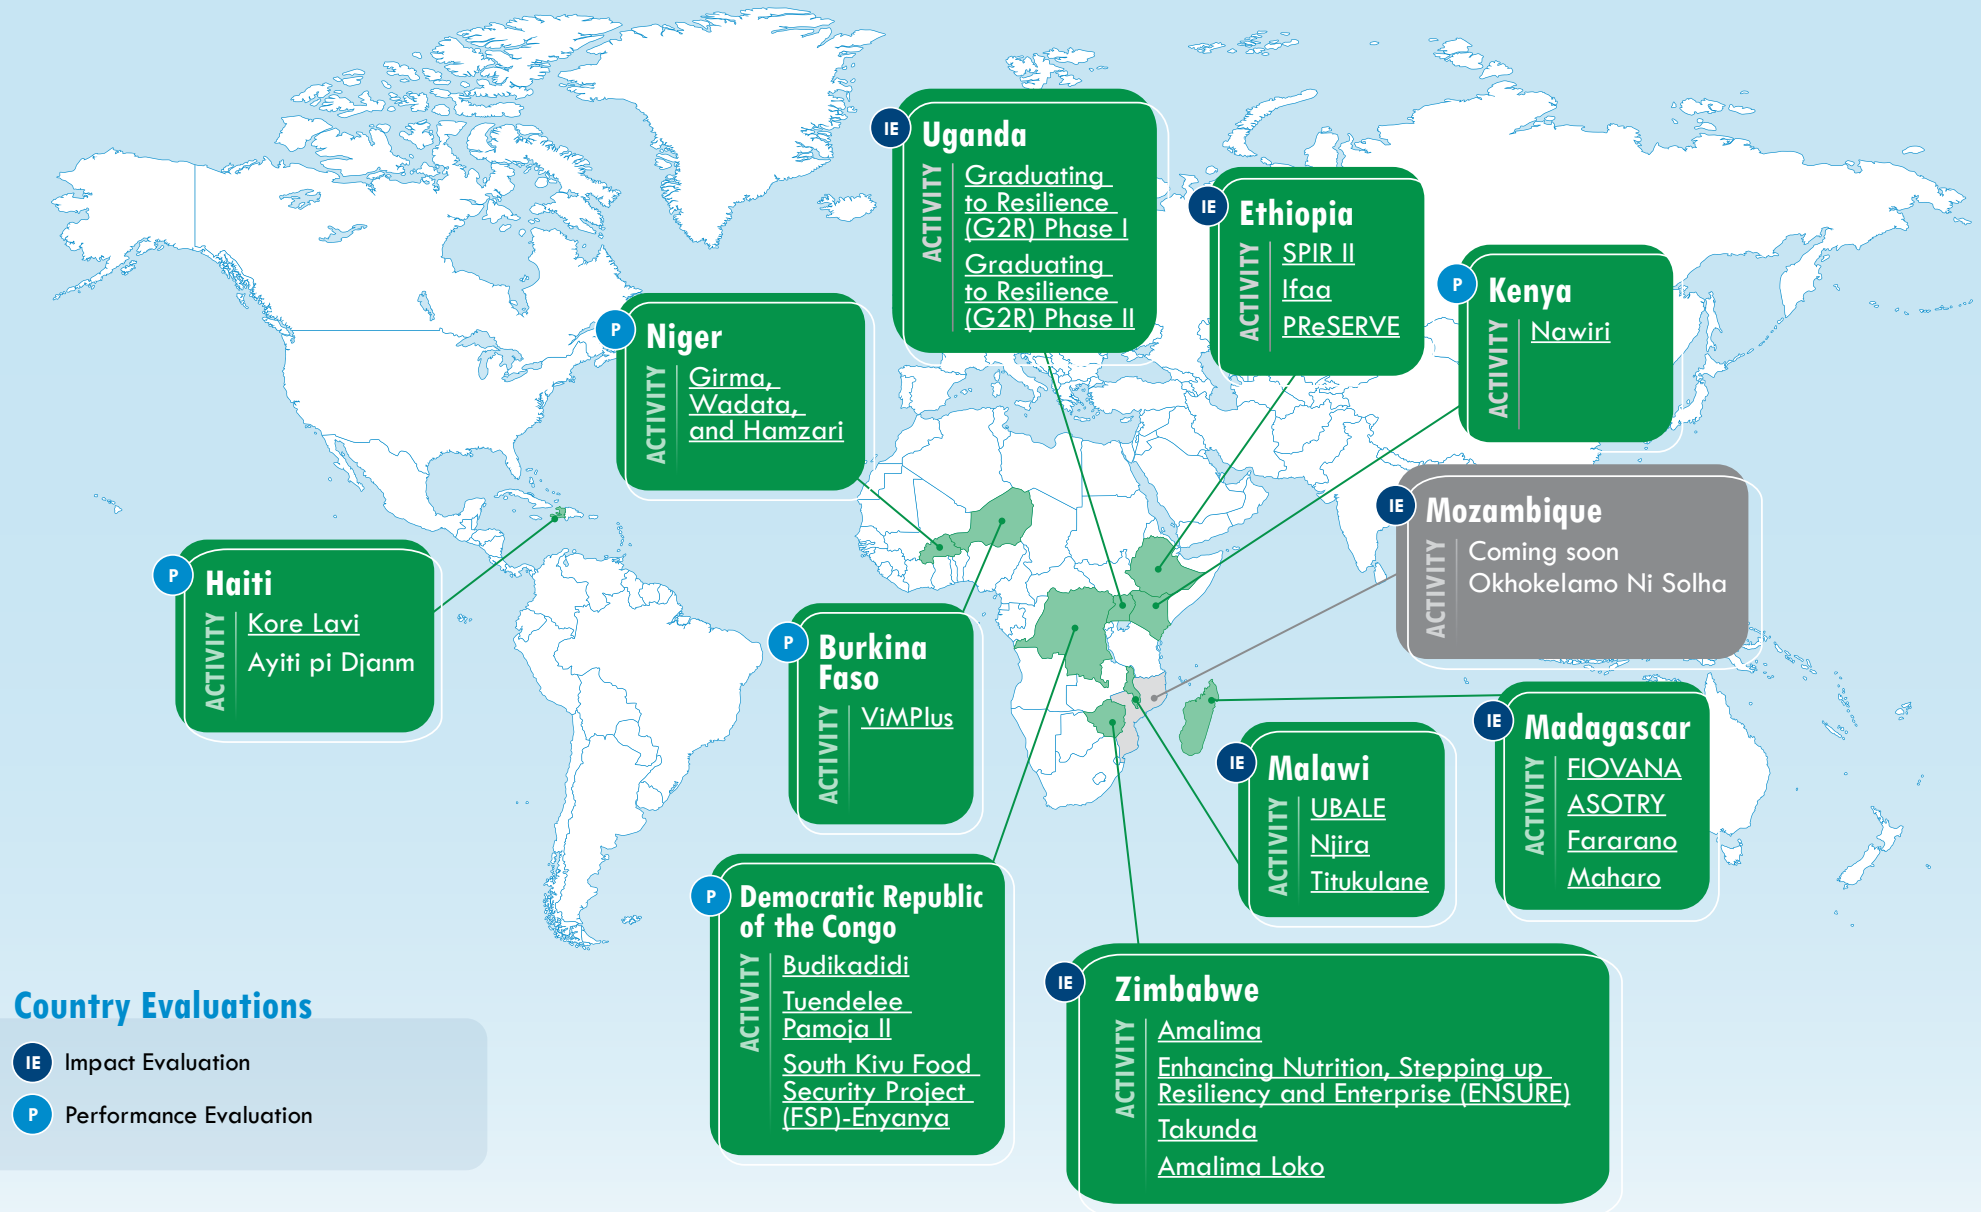 IE
Uganda
ACTIVITY
Graduating
to Resilience
(G2R) Phase I
Graduating
to Resilience
(G2R) Phase II
IE
Ethiopia
ACTIVITY
SPIR II
Ifaa
PReSERVE
P
Kenya
ACTIVITY
Nawiri
P
Niger
ACTIVITY
Girma,
Wadata,
and Hamzari
IE
Mozambique
ACTIVITY
Coming soon
Okhokelamo Ni Solha
P
Haiti
ACTIVITY
Kore Lavi
Ayiti pi Djanm
P
Burkina
Faso
ACTIVITY
ViMPlus
IE
Malawi
ACTIVITY
UBALE
Njira
Titukulane
IE
Madagascar
ACTIVITY
FIOVANA
ASOTRY
Fararano
Maharo
P
Democratic Republic
of the Congo
ACTIVITY
Budikadidi
Tuendelee
Pamoja II
South Kivu Food
Security Project
(FSP)-Enyanya
IE
Zimbabwe
ACTIVITY
Amalima
Enhancing Nutrition, Stepping up
Resiliency and Enterprise (ENSURE)
Takunda
Amalima Loko
Country Evaluations
IE Impact Evaluation
P Performance Evaluation